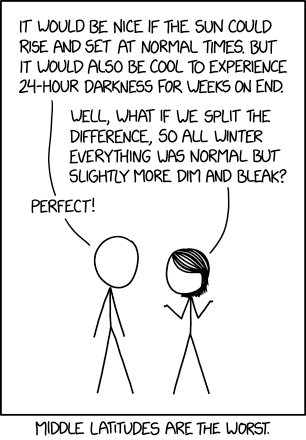 IT WOULD BE NICE IF THE SUN COULD
RISE AND SET AT NORMAL TIMES. BUT
IT WOULD ALSO BE COOL TO EXPERIENCE
24-HOUR DARKNESS FOR WEEKS ON END.
WELL, WHAT IF WE SPLIT THE
DIFFERENCE, SO ALL WINTER
EVERYTHING WAS NORMAL BUT
SLIGHTLY MORE DIM AND BLEAK?
PERFECT!
MIDDLE LATITUDES ARE THE WORST.